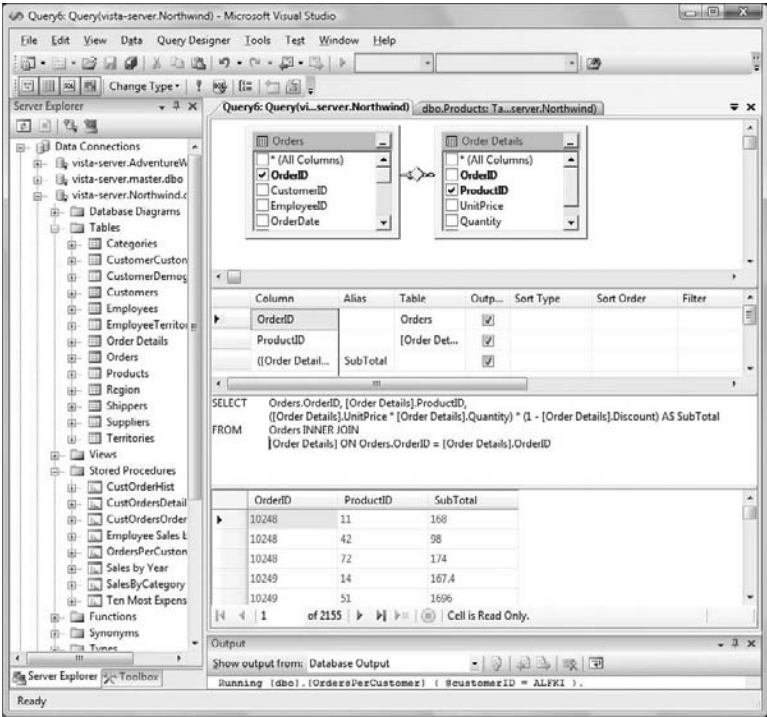 Query6: Query(vista-server.Northwind) - Microsoft Visual Studio
File Edit View Data Query Designer Tools Test Window Help
Change Type
Server Explorer
Data Connections
vista-server.AdventureW
vista-server.master.dbo
vista-server.Northwind.c
Database Diagrams
Tables
Categories
CustomerCuston
CustomerDemog
Customers
Employees
EmployeeTerritor
Order Details
Orders
Products
Region
Shippers
Suppliers
Territories
Views
Stored Procedures
CustOrderHist
CustOrdersDetail
CustOrdersOrder
Employee Sales b
OrdersPerCuston
Sales by Year
SalesByCategory
Ten Most Expens
Functions
Synonyms
Types
Server Explorer Toolbox
Query6: Query(vi...server.Northwind) dbo.Products: Ta...server.Northwind)
Orders
* (All Columns)
OrderID
CustomerID
EmployeeID
OrderDate
Order Details
* (All Columns)
OrderID
ProductID
UnitPrice
Quantity
Column Alias Table Outp... Sort Type Sort Order Filter
OrderID Orders
ProductID [Order Det...
([Order Detail... SubTotal
SELECT Orders.OrderID, [Order Details].ProductID,
([Order Details].UnitPrice * [Order Details].Quantity) * (1 - [Order Details].Discount) AS SubTotal
FROM Orders INNER JOIN
[Order Details] ON Orders.OrderID = [Order Details].OrderID
OrderID ProductID SubTotal
10248 11 168
10248 42 98
10248 72 174
10249 14 167.4
10249 51 1696
1 of 2155 Cell is Read Only.
Output
Show output from: Database Output
Running [dbo].[OrdersPerCustomer] ( @customerID = ALFKI ).
Ready